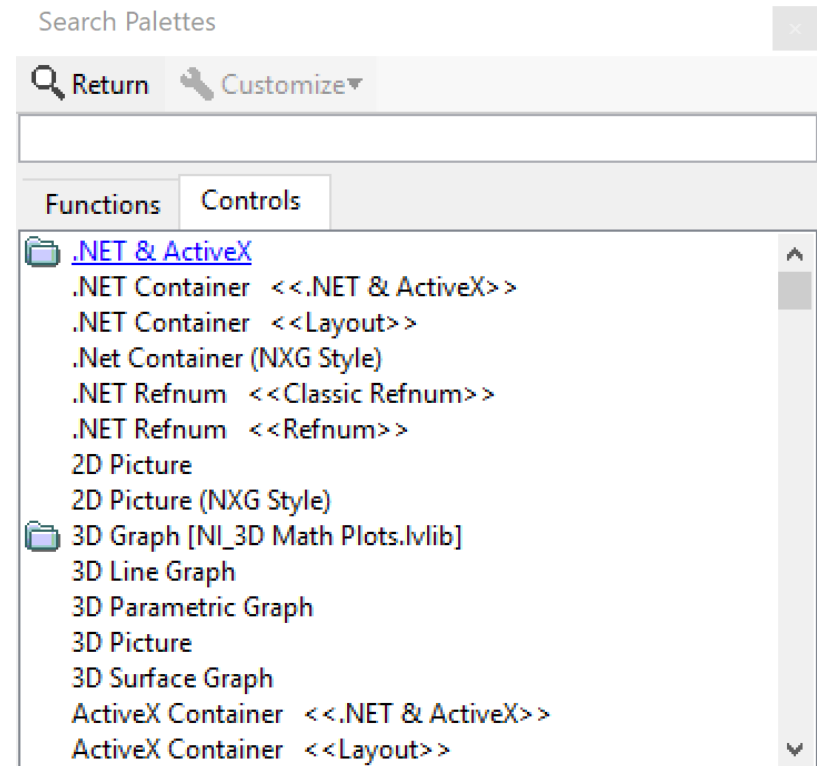 Search Palettes
Return Customize
Functions Controls
.NET & ActiveX
.NET Container <<.NET & ActiveX>>
.NET Container <<Layout>>
.Net Container (NXG Style)
.NET Refnum <<Classic Refnum>>
.NET Refnum <<Refnum>>
2D Picture
2D Picture (NXG Style)
3D Graph [NI_3D Math Plots.lvlib]
3D Line Graph
3D Parametric Graph
3D Picture
3D Surface Graph
ActiveX Container <<.NET & ActiveX>>
ActiveX Container <<Layout>>